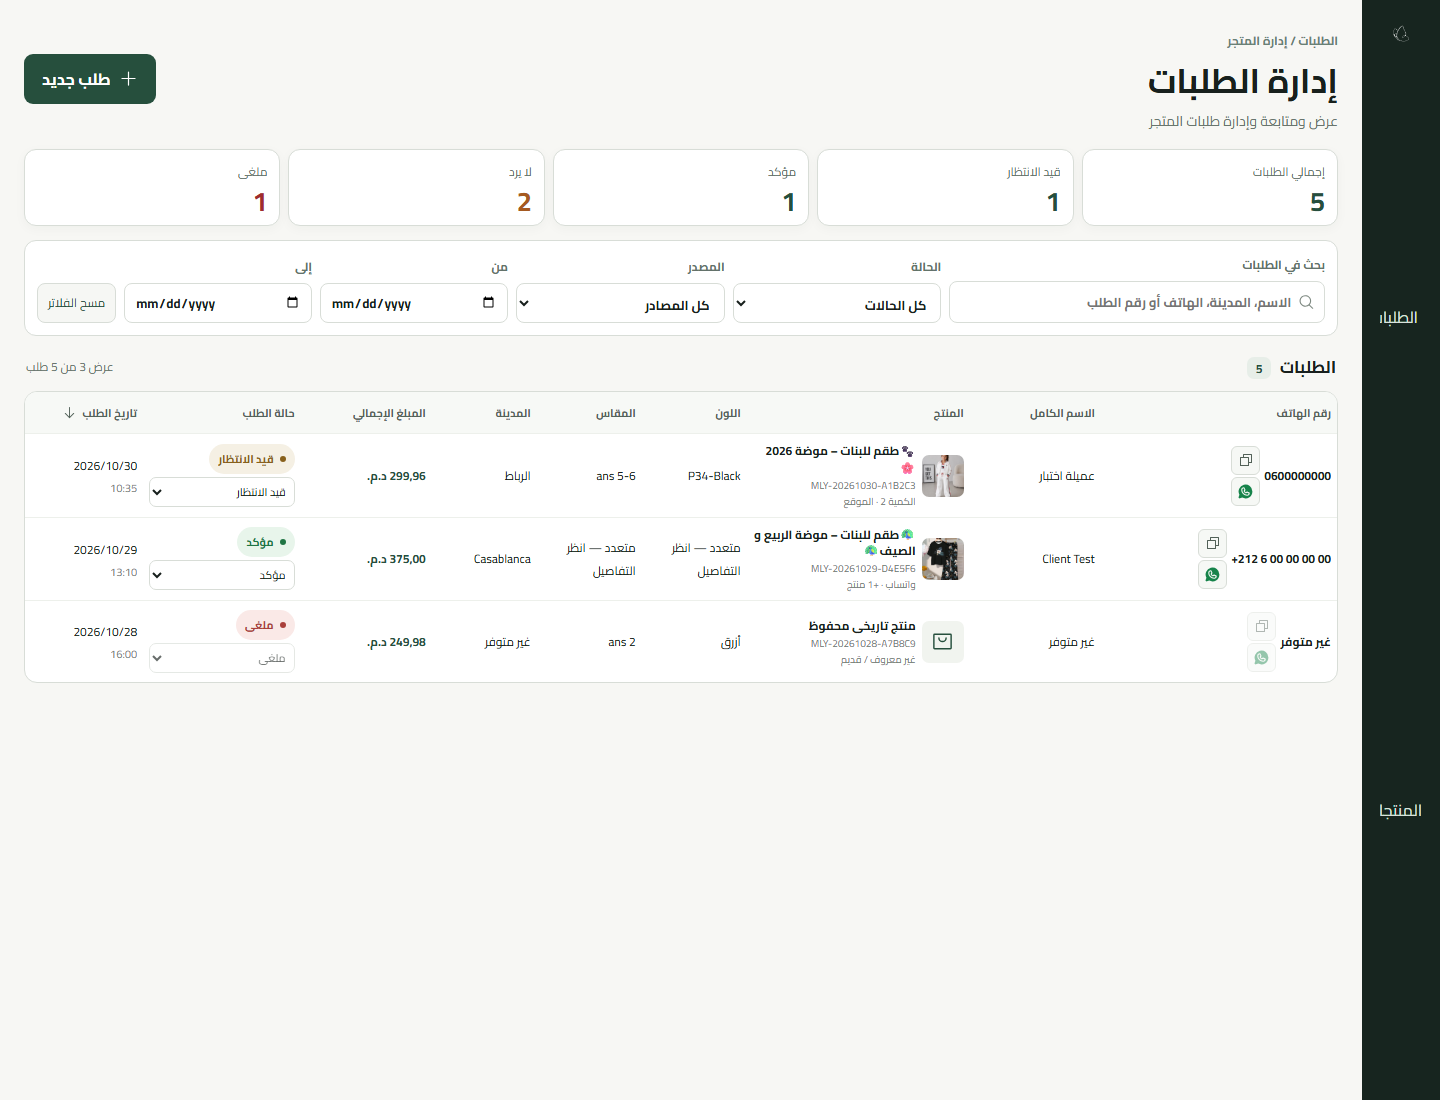 الطلبات / إدارة المتجر
إدارة الطلبات
عرض ومتابعة وإدارة طلبات المتجر
طلب جديد
إجمالي الطلبات
5
قيد الانتظار
1
مؤكد
1
لا يرد
2
ملغى
1
بحث في الطلبات
الاسم، المدينة، الهاتف أو رقم الطلب
الحالة
كل الحالات
المصدر
كل المصادر
من
mm/dd/yyyy
إلى
mm/dd/yyyy
مسح الفلاتر
الطلبات 5
عرض 3 من 5 طلب
رقم الهاتف
الاسم الكامل
المنتج
اللون
المقاس
المدينة
المبلغ الإجمالي
حالة الطلب
تاريخ الطلب
0600000000
عميلة اختبار
🐾 طقم للبنات – موضة 2026
🌸
MLY-20261030-A1B2C3
الكمية 2 · الموقع
P34-Black
5-6 ans
الرباط
299,96 د.م.
قيد الانتظار
قيد الانتظار
2026/10/30
10:35
+212 6 00 00 00 00
Client Test
🦚 طقم للبنات – موضة الربيع و
الصيف 🦚
MLY-20261029-D4E5F6
واتساب · +1 منتج
متعدد — انظر
التفاصيل
متعدد — انظر
التفاصيل
Casablanca
375,00 د.م.
مؤكد
مؤكد
2026/10/29
13:10
غير متوفر
غير متوفر
منتج تاريخي محفوظ
MLY-20261028-A7B8C9
غير معروف / قديم
أزرق
2 ans
غير متوفر
249,98 د.م.
ملغى
ملغى
2026/10/28
16:00
الطلبا
المنتجا